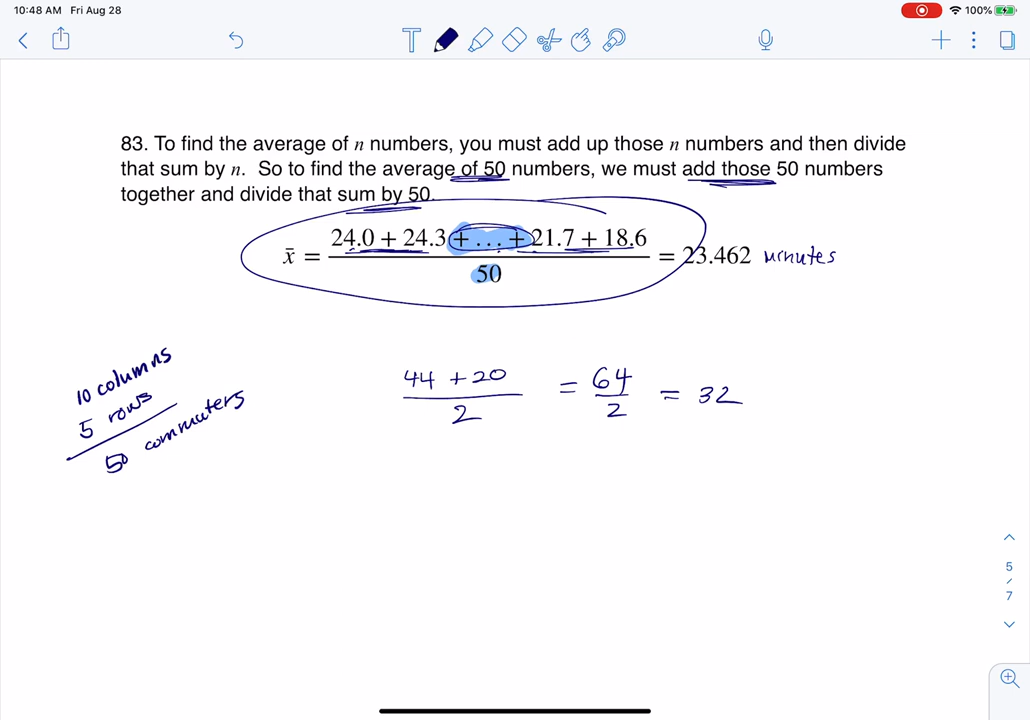 10:48 AM Fri Aug 28
100%
T
83. To find the average of n numbers, you must add up those n numbers and then divide
that sum by n. So to find the average of 50 numbers, we must add those 50 numbers
together and divide that sum by 50.
24.0 + 24.3 + . . . + 21.7 + 18.6
x̄ = = 23.462 minutes
50
10 columns
5 rows
50 commuters
44 + 20 64
= = 32
2 2
5
/
7